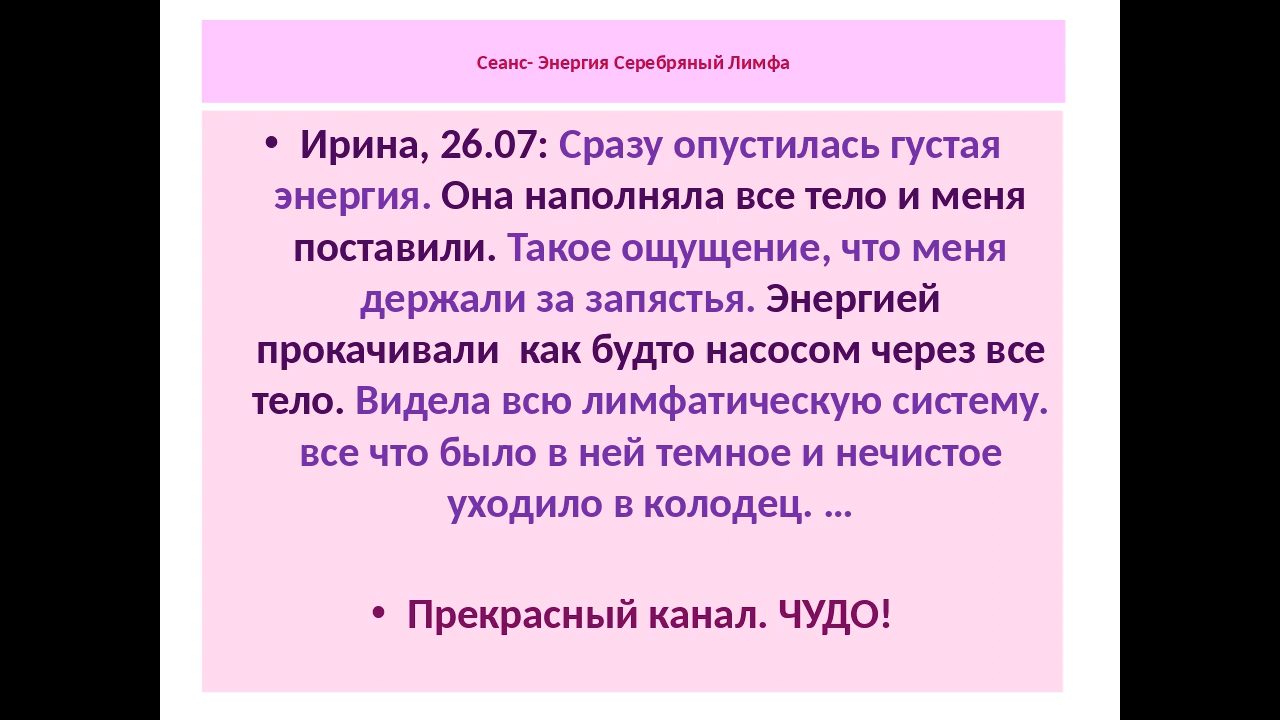 Сеанс- Энергия Серебряный Лимфа
• Ирина, 26.07: Сразу опустилась густая
энергия. Она наполняла все тело и меня
поставили. Такое ощущение, что меня
держали за запястья. Энергией
прокачивали  как будто насосом через все
тело. Видела всю лимфатическую систему.
все что было в ней темное и нечистое
уходило в колодец. ...
• Прекрасный канал. ЧУДО!